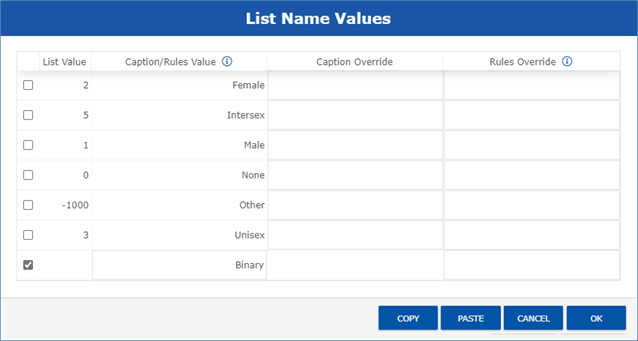 List Name Values
List Value Caption/Rules Value Caption Override Rules Override
2 Female
5 Intersex
1 Male
0 None
-1000 Other
3 Unisex
Binary
COPY PASTE CANCEL OK